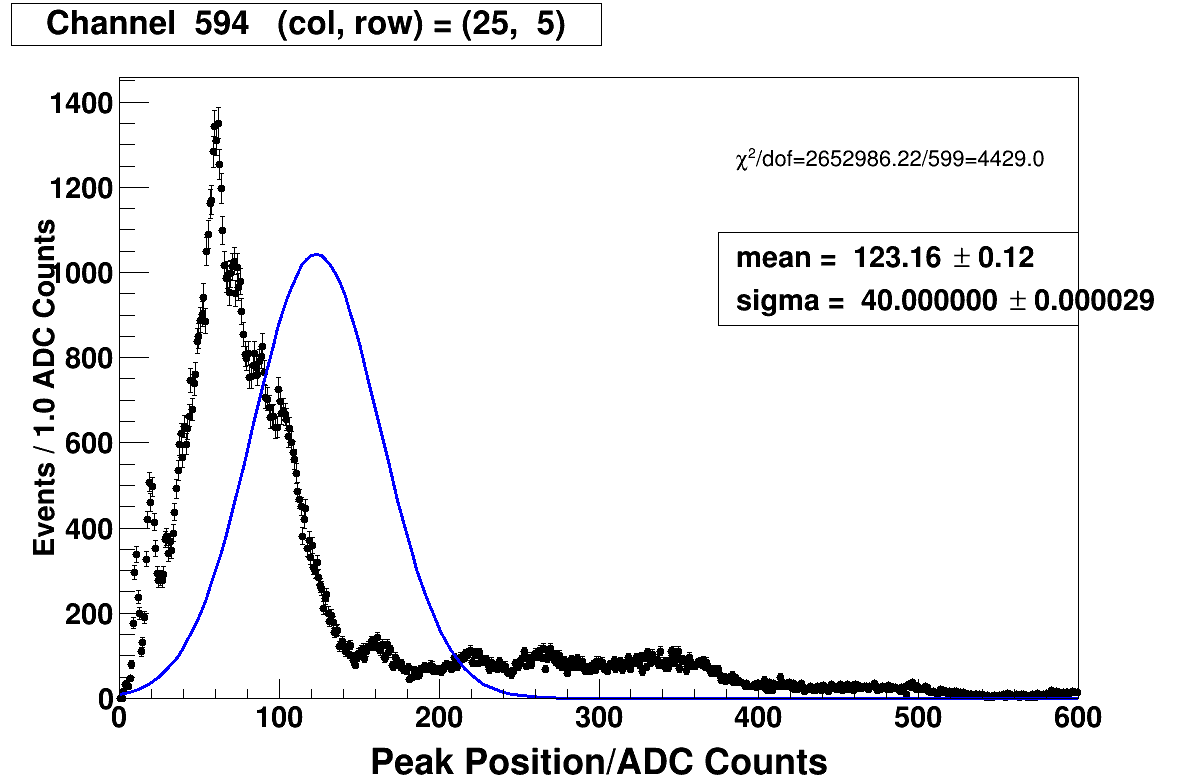 Channel 594 (col, row) = (25, 5)
χ²/dof=2652986.22/599=4429.0
mean = 123.16 ± 0.12
sigma = 40.000000 ± 0.000029
Events / 1.0 ADC Counts
1400
1200
1000
800
600
400
200
0
0 100 200 300 400 500 600
Peak Position/ADC Counts